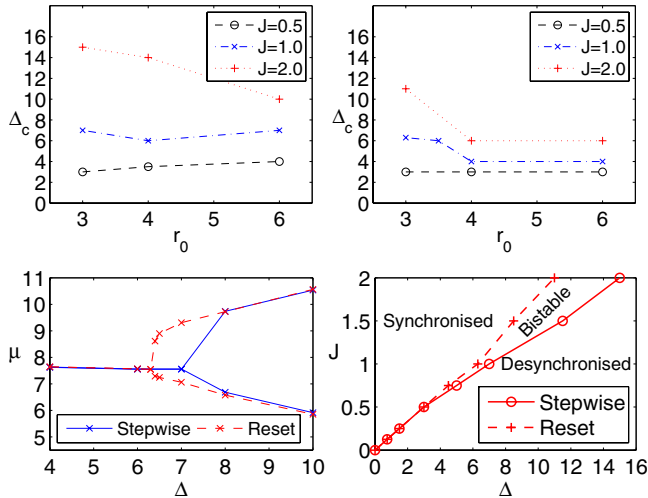 J=0.5
J=1.0
J=2.0
16
14
12
10
8
6
4
2
0
Δc
3 4 5 6
r0
J=0.5
J=1.0
J=2.0
16
14
12
10
8
6
4
2
0
Δc
3 4 5 6
r0
11
10
9
8
7
6
5
μ
Stepwise Reset
4 5 6 7 8 9 10
Δ
2
1.5
1
0.5
0
J
Synchronised
Bistable
Desynchronised
Stepwise
Reset
0 2 4 6 8 10 12 14 16
Δ